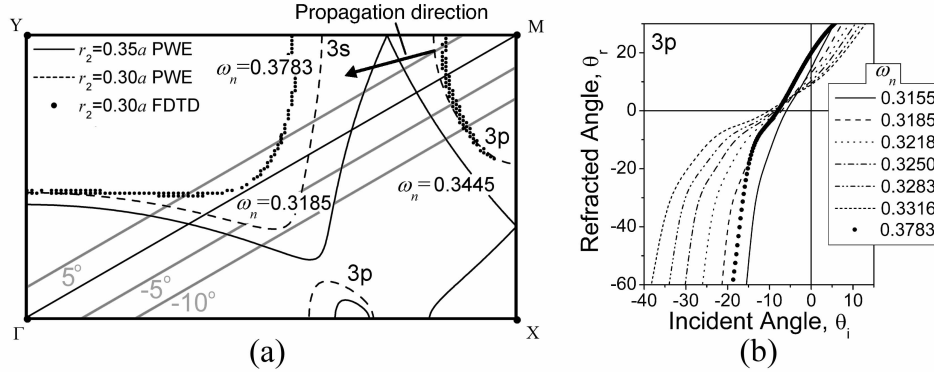 Propagation direction
Y
M
r₂=0.35a PWE
r₂=0.30a PWE
r₂=0.30a FDTD
ωₙ=0.3783
3s
3p
ωₙ=0.3185
ωₙ=0.3445
5°
-5°
-10°
3p
Γ
X
(a)
3p
Refracted Angle, θᵣ
20
0
-20
-40
-60
-40
-30
-20
-10
0
10
Incident Angle, θᵢ
ωₙ
0.3155
0.3185
0.3218
0.3250
0.3283
0.3316
0.3783
(b)